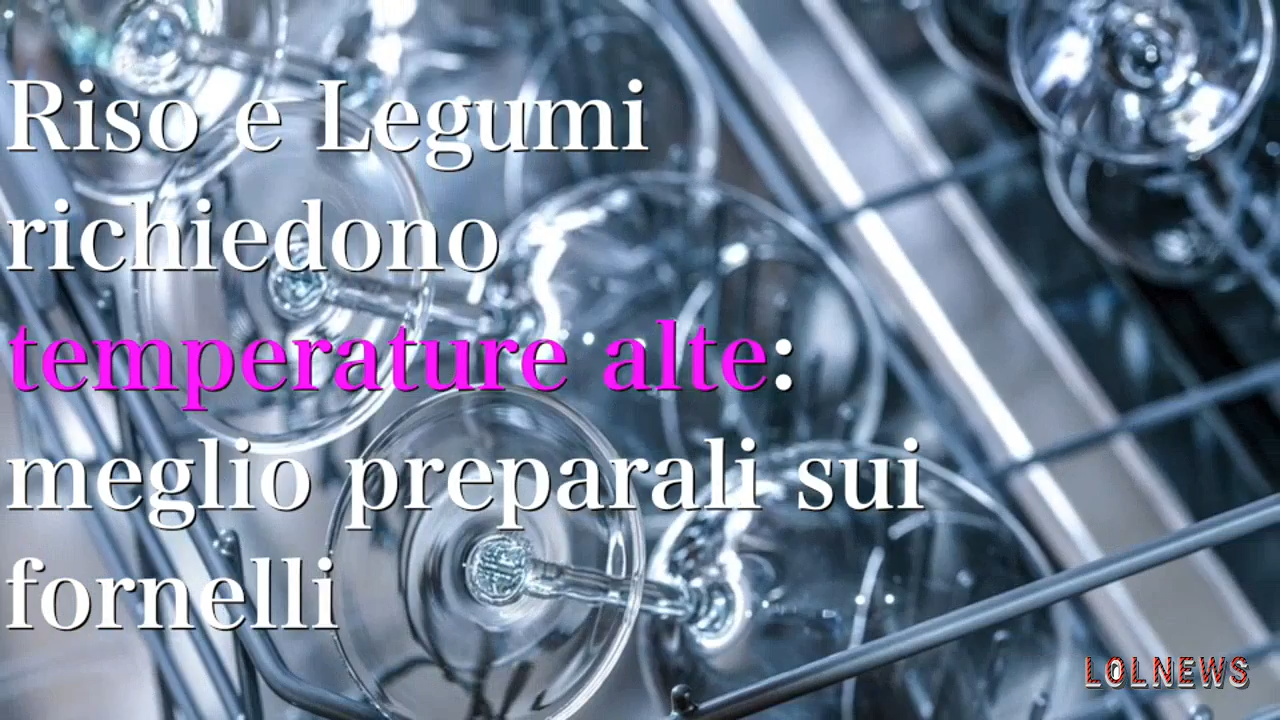 Riso e Legumi
richiedono
temperature alte:
meglio preparali sui
fornelli
LOLNEWS